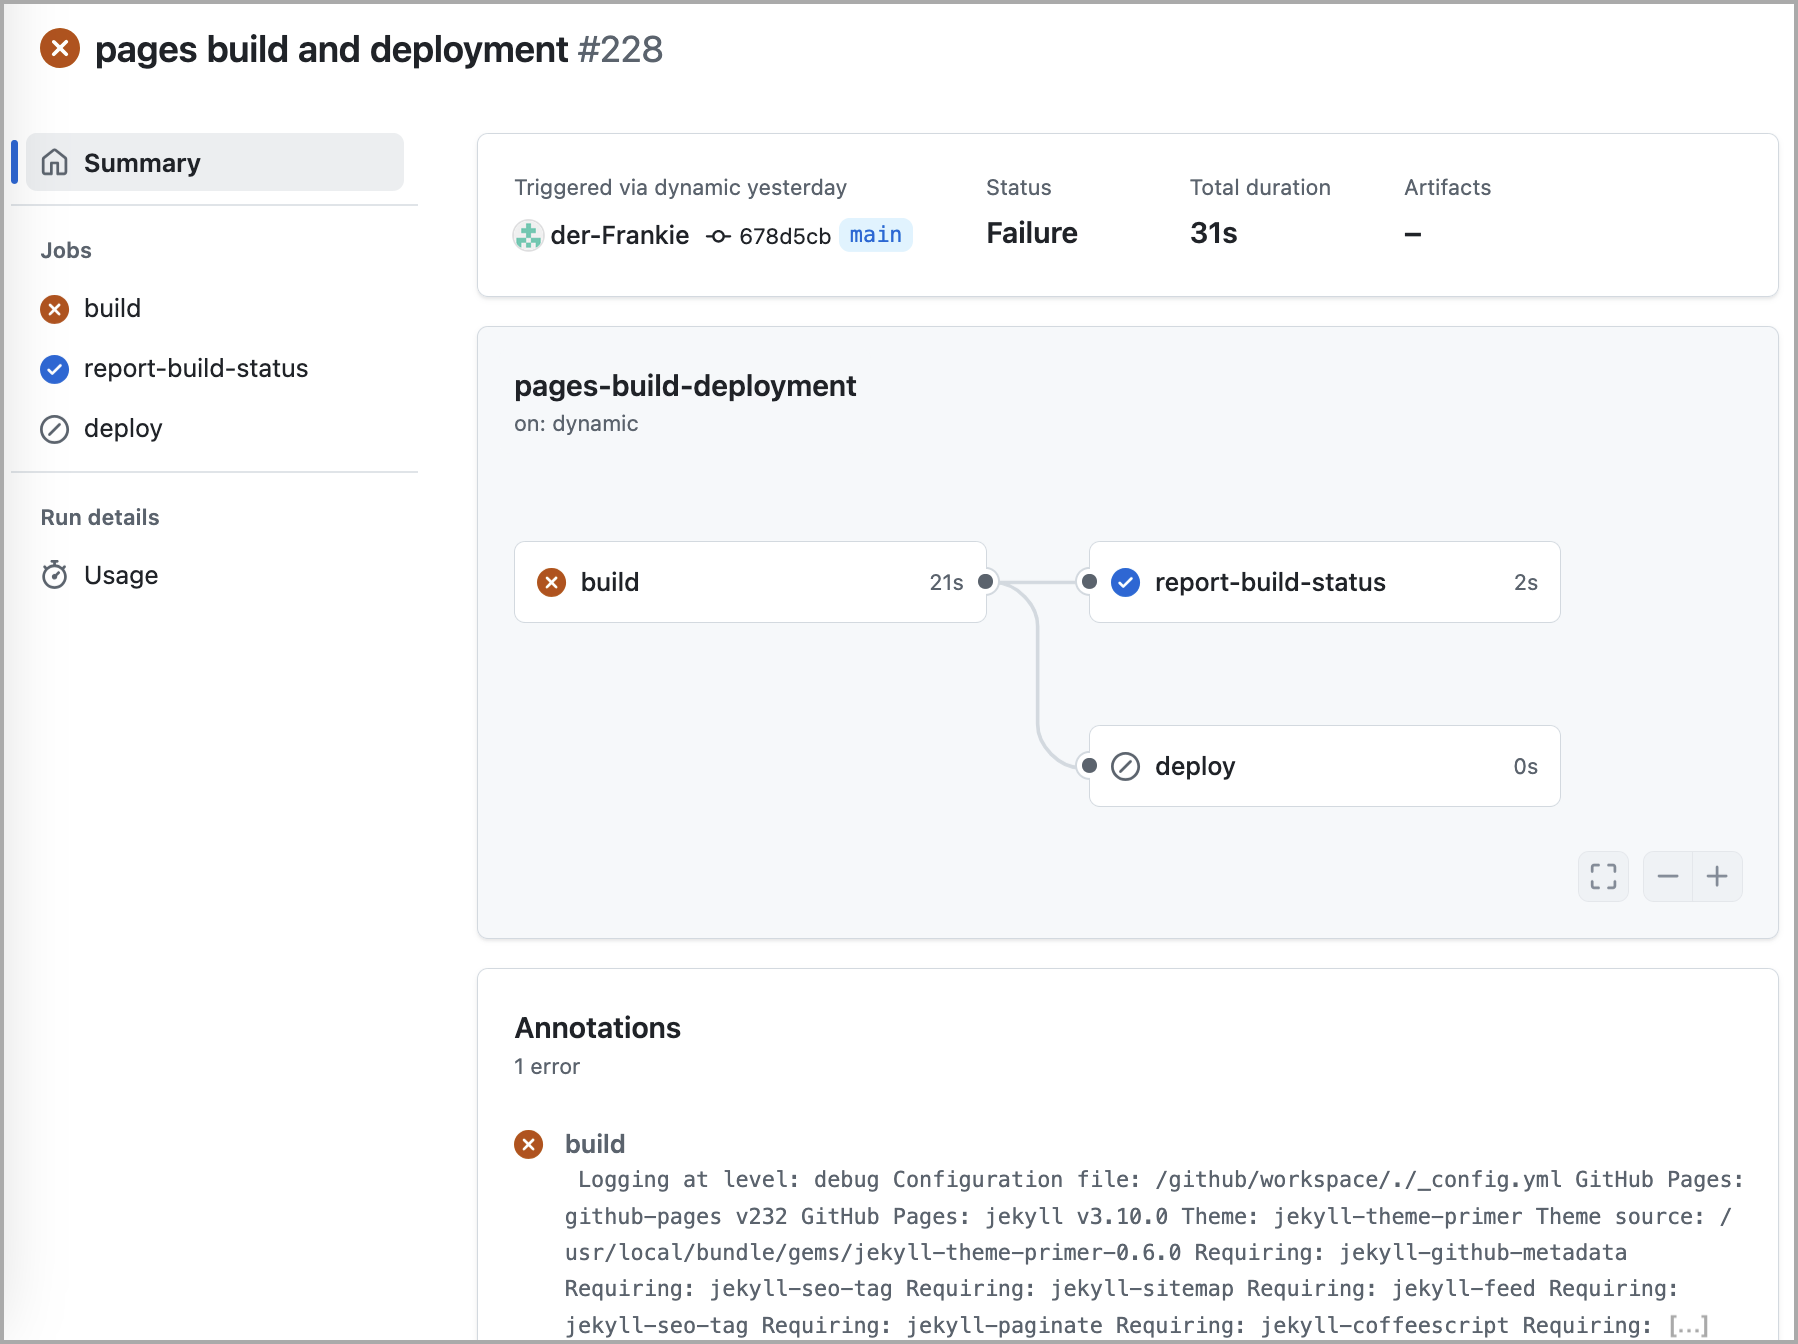 pages build and deployment #228
Summary
Jobs
build
report-build-status
deploy
Run details
Usage
Triggered via dynamic yesterday
der-Frankie 678d5cb main
Status
Failure
Total duration
31s
Artifacts
–
pages-build-deployment
on: dynamic
build 21s
report-build-status 2s
deploy 0s
Annotations
1 error
build
Logging at level: debug Configuration file: /github/workspace/./_config.yml GitHub Pages:
github-pages v232 GitHub Pages: jekyll v3.10.0 Theme: jekyll-theme-primer Theme source: /
usr/local/bundle/gems/jekyll-theme-primer-0.6.0 Requiring: jekyll-github-metadata
Requiring: jekyll-seo-tag Requiring: jekyll-sitemap Requiring: jekyll-feed Requiring:
jekyll-seo-tag Requiring: jekyll-paginate Requiring: jekyll-coffeescript Requiring: [...]